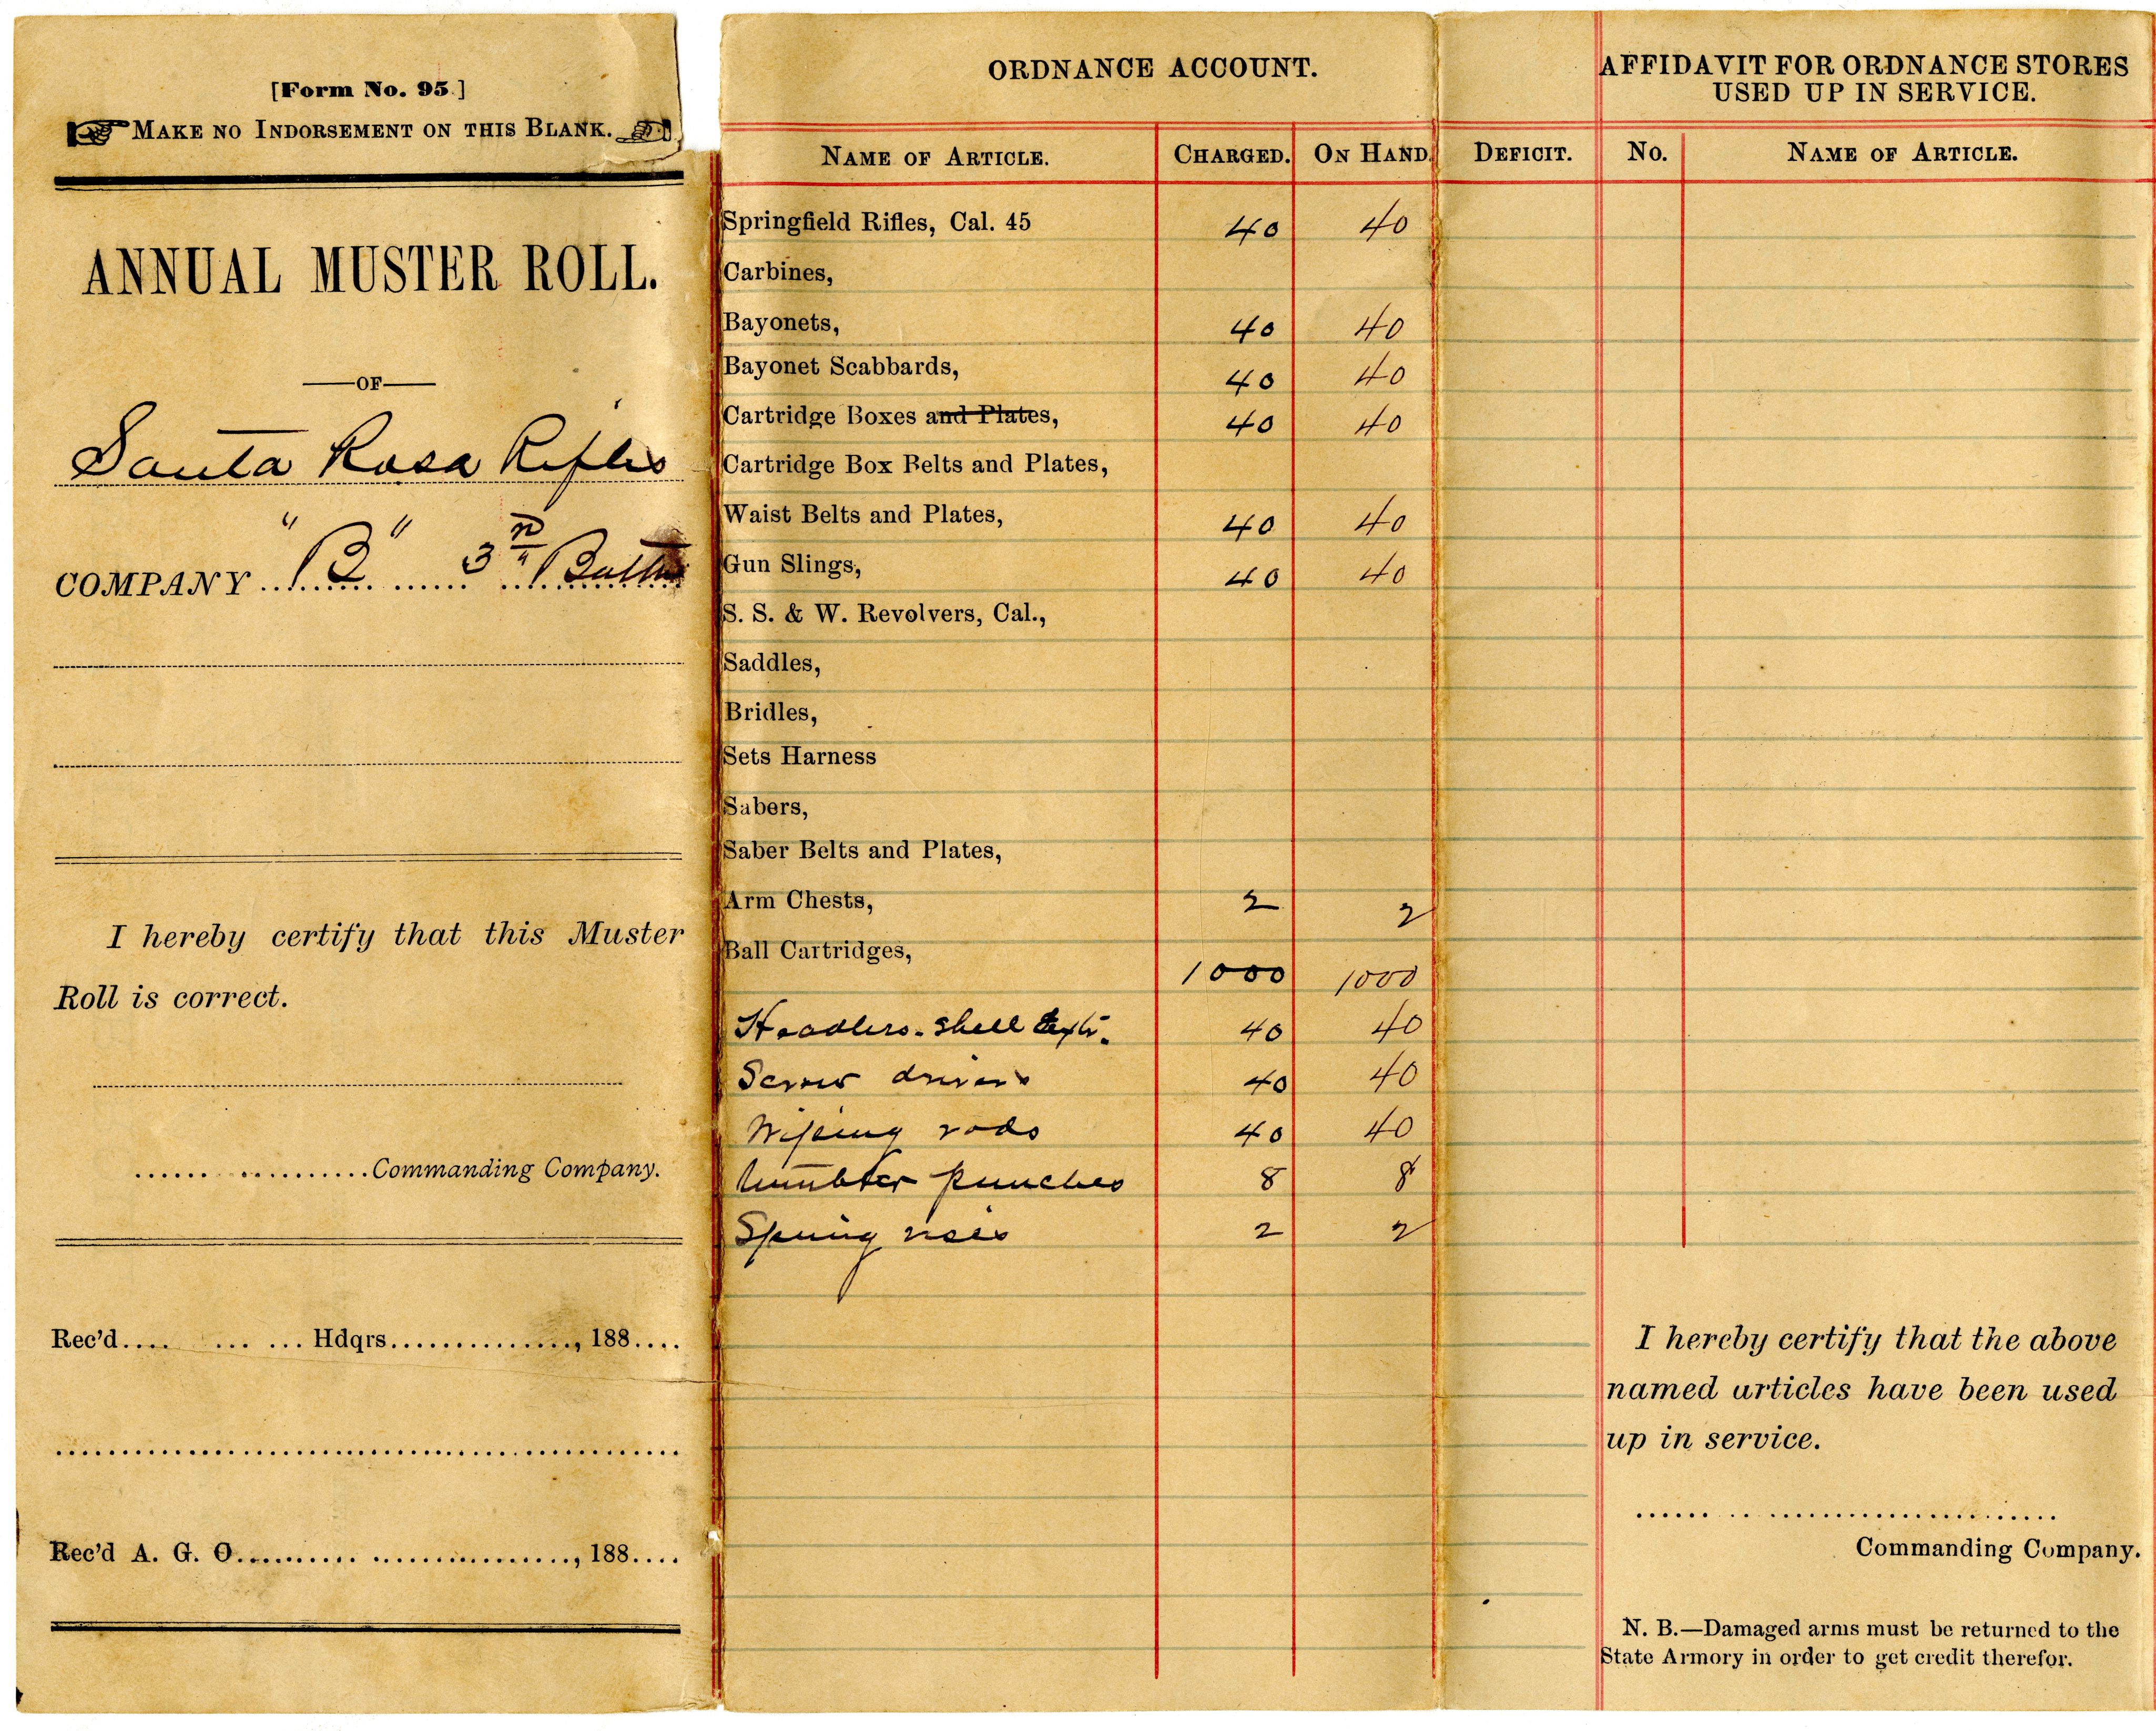 [Form No. 95.]
MAKE NO INDORSEMENT ON THIS BLANK.
ANNUAL MUSTER ROLL.
—OF—
Santa Rosa Rifles
COMPANY "B" 3rd Battn
I hereby certify that this Muster
Roll is correct.
Commanding Company.
Rec'd.... ... ... Hdqrs..............., 188....
Rec'd A. G. O.......... ................, 188....
ORDNANCE ACCOUNT.
NAME OF ARTICLE. CHARGED. ON HAND. DEFICIT.
Springfield Rifles, Cal. 45 40 40
Carbines,
Bayonets, 40 40
Bayonet Scabbards, 40 40
Cartridge Boxes and Plates, 40 40
Cartridge Box Belts and Plates,
Waist Belts and Plates, 40 40
Gun Slings, 40 40
S. S. & W. Revolvers, Cal.,
Saddles,
Bridles,
Sets Harness
Sabers,
Saber Belts and Plates,
Arm Chests, 2 2
Ball Cartridges, 1000 1000
Headless shell 40 40
Screw drivers 40 40
Wiping rods 40 40
tumbler punches 8 8
Spring vises 2 2
AFFIDAVIT FOR ORDNANCE STORES
USED UP IN SERVICE.
NO. NAME OF ARTICLE.
I hereby certify that the above
named articles have been used
up in service.
Commanding Company.
N. B.—Damaged arms must be returned to the
State Armory in order to get credit therefor.